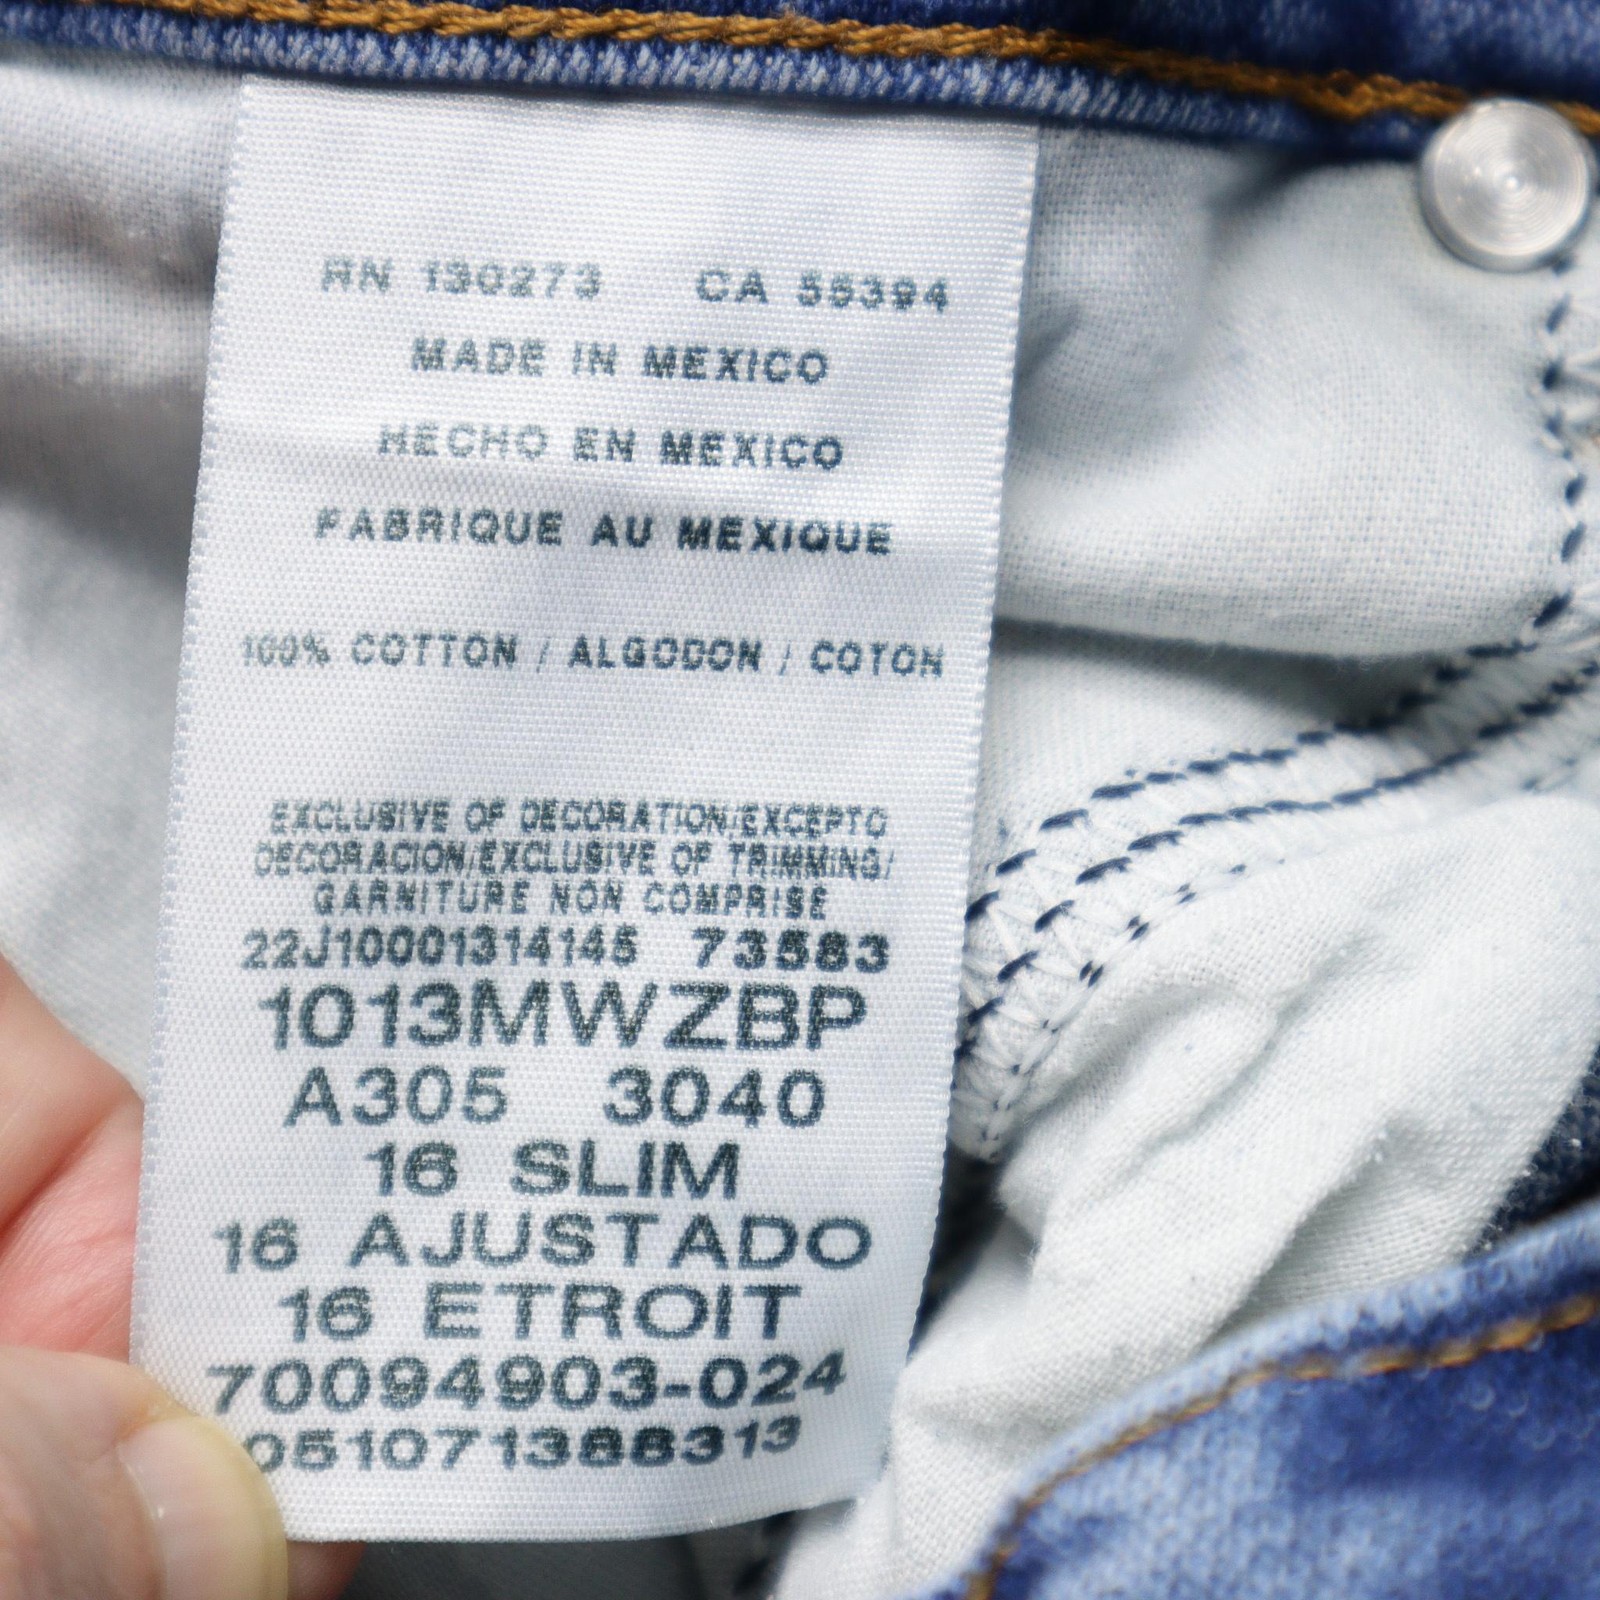 RN 130273 CA 55394
MADE IN MEXICO
HECHO EN MEXICO
FABRIQUE AU MEXIQUE
100% COTTON / ALGODON / COTON
EXCLUSIVE OF DECORATION/EXCEPTO
DECORACION/EXCLUSIVE OF TRIMMING/
GARNITURE NON COMPRISE
22J10001314145 73583
1013MWZBP
A305 3040
16 SLIM
16 AJUSTADO
16 ETROIT
70094903-024
051071388313